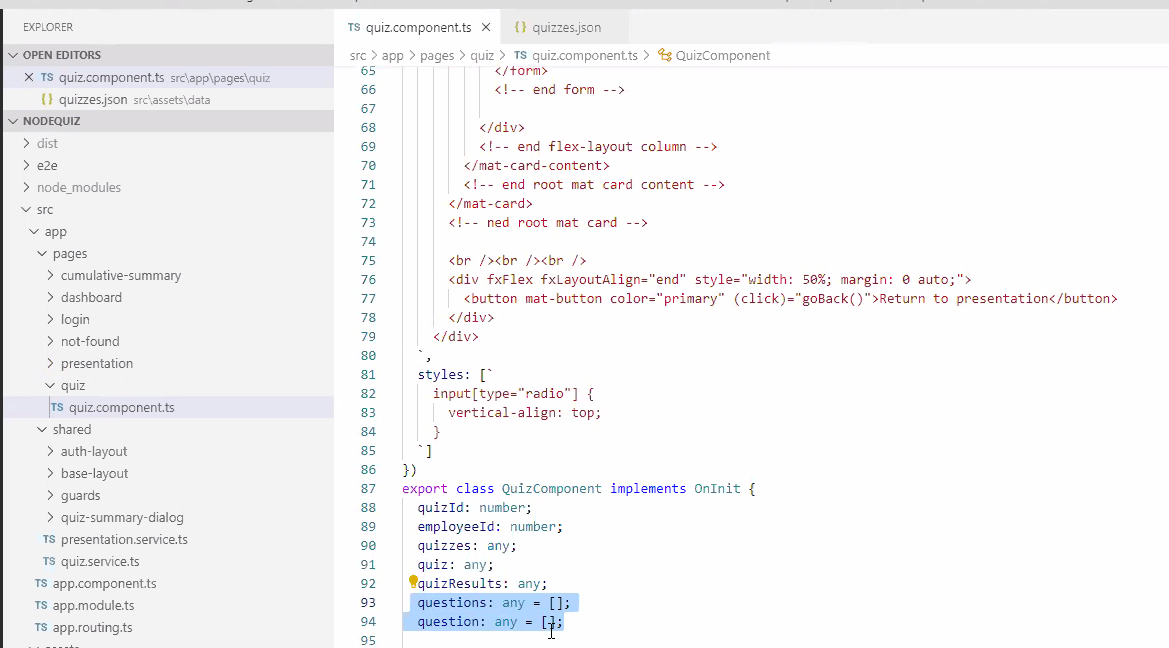 EXPLORER
OPEN EDITORS
TS quiz.component.ts src\app\pages\quiz
{} quizzes.json src\assets\data
NODEQUIZ
dist
e2e
node_modules
src
app
pages
cumulative-summary
dashboard
login
not-found
presentation
quiz
TS quiz.component.ts
shared
auth-layout
base-layout
guards
quiz-summary-dialog
TS presentation.service.ts
TS quiz.service.ts
TS app.component.ts
TS app.module.ts
TS app.routing.ts
TS quiz.component.ts × {} quizzes.json
src > app > pages > quiz > TS quiz.component.ts > QuizComponent
65 </form>
66 <!-- end form -->
67
68 </div>
69 <!-- end flex-layout column -->
70 </mat-card-content>
71 <!-- end root mat card content -->
72 </mat-card>
73 <!-- ned root mat card -->
74
75 <br /><br /><br />
76 <div fxFlex fxLayoutAlign="end" style="width: 50%; margin: 0 auto;">
77 <button mat-button color="primary" (click)="goBack()">Return to presentation</button>
78 </div>
79 </div>
80 `,
81 styles: [`
82 input[type="radio"] {
83 vertical-align: top;
84 }
85 `]
86 })
87 export class QuizComponent implements OnInit {
88 quizId: number;
89 employeeId: number;
90 quizzes: any;
91 quiz: any;
92 quizResults: any;
93 questions: any = [];
94 question: any = [];
95